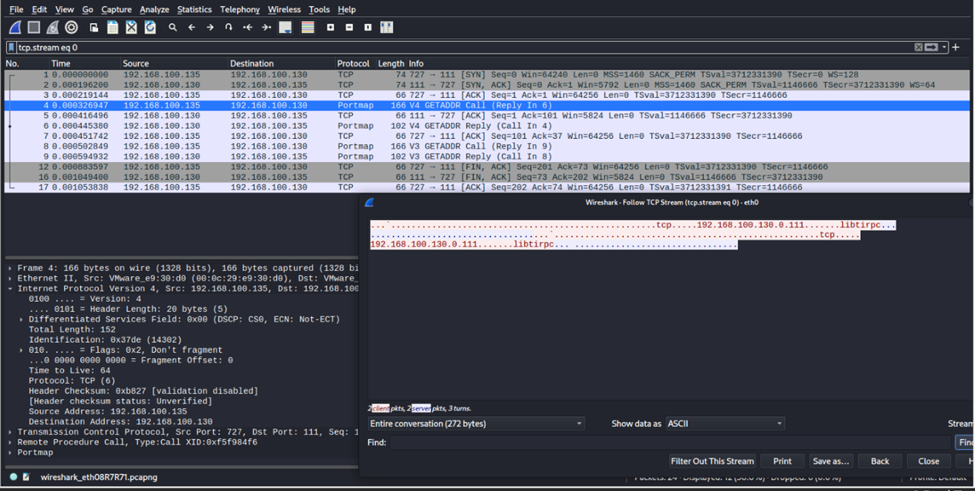 File Edit View Go Capture Analyze Statistics Telephony Wireless Tools Help
tcp.stream eq 0
No. Time Source Destination Protocol Length Info
1 0.000000000 192.168.100.135 192.168.100.130 TCP 74 727 → 111 [SYN] Seq=0 Win=64240 Len=0 MSS=1460 SACK_PERM TSval=3712331390 TSecr=0 WS=128
2 0.000196200 192.168.100.130 192.168.100.135 TCP 74 111 → 727 [SYN, ACK] Seq=0 Ack=1 Win=5792 Len=0 MSS=1460 SACK_PERM TSval=1146666 TSecr=3712331390 WS=64
3 0.000219144 192.168.100.135 192.168.100.130 TCP 66 727 → 111 [ACK] Seq=1 Ack=1 Win=64256 Len=0 TSval=3712331390 TSecr=1146666
4 0.000326947 192.168.100.135 192.168.100.130 Portmap 166 V4 GETADDR Call (Reply In 6)
5 0.000416496 192.168.100.130 192.168.100.135 TCP 66 111 → 727 [ACK] Seq=1 Ack=101 Win=5824 Len=0 TSval=1146666 TSecr=3712331390
6 0.000445380 192.168.100.130 192.168.100.135 Portmap 102 V4 GETADDR Reply (Call In 4)
7 0.000451742 192.168.100.135 192.168.100.130 TCP 66 727 → 111 [ACK] Seq=101 Ack=37 Win=64256 Len=0 TSval=3712331390 TSecr=1146666
8 0.000502849 192.168.100.135 192.168.100.130 Portmap 166 V3 GETADDR Call (Reply In 9)
9 0.000594932 192.168.100.130 192.168.100.135 Portmap 102 V3 GETADDR Reply (Call In 8)
12 0.000883597 192.168.100.135 192.168.100.130 TCP 66 727 → 111 [FIN, ACK] Seq=201 Ack=73 Win=64256 Len=0 TSval=3712331390 TSecr=1146666
16 0.001049400 192.168.100.130 192.168.100.135 TCP 66 111 → 727 [FIN, ACK] Seq=73 Ack=202 Win=5824 Len=0 TSval=1146666 TSecr=3712331390
17 0.001053838 192.168.100.135 192.168.100.130 TCP 66 727 → 111 [ACK] Seq=202 Ack=74 Win=64256 Len=0 TSval=3712331391 TSecr=1146666
Wireshark · Follow TCP Stream (tcp.stream eq 0) · eth0
tcp.....192.168.100.130.0.111.......libtirpc...
tcp.....
192.168.100.130.0.111.......libtirpc...
Frame 4: 166 bytes on wire (1328 bits), 166 bytes captured (1328 bi
Ethernet II, Src: VMware_e9:30:d0 (00:0c:29:e9:30:d0), Dst: VMware_
Internet Protocol Version 4, Src: 192.168.100.135, Dst: 192.168.100
0100 .... = Version: 4
.... 0101 = Header Length: 20 bytes (5)
Differentiated Services Field: 0x00 (DSCP: CS0, ECN: Not-ECT)
Total Length: 152
Identification: 0x37de (14302)
010. .... = Flags: 0x2, Don't fragment
...0 0000 0000 0000 = Fragment Offset: 0
Time to Live: 64
Protocol: TCP (6)
Header Checksum: 0xb827 [validation disabled]
[Header checksum status: Unverified]
Source Address: 192.168.100.135
Destination Address: 192.168.100.130
Transmission Control Protocol, Src Port: 727, Dst Port: 111, Seq: 1
Remote Procedure Call, Type:Call XID:0xf5f984f6
Portmap
2 client pkts, 2 server pkts, 3 turns.
Entire conversation (272 bytes) Show data as ASCII Stream
Find: Find
Filter Out This Stream Print Save as... Back Close H
wireshark_eth08R7R71.pcapng